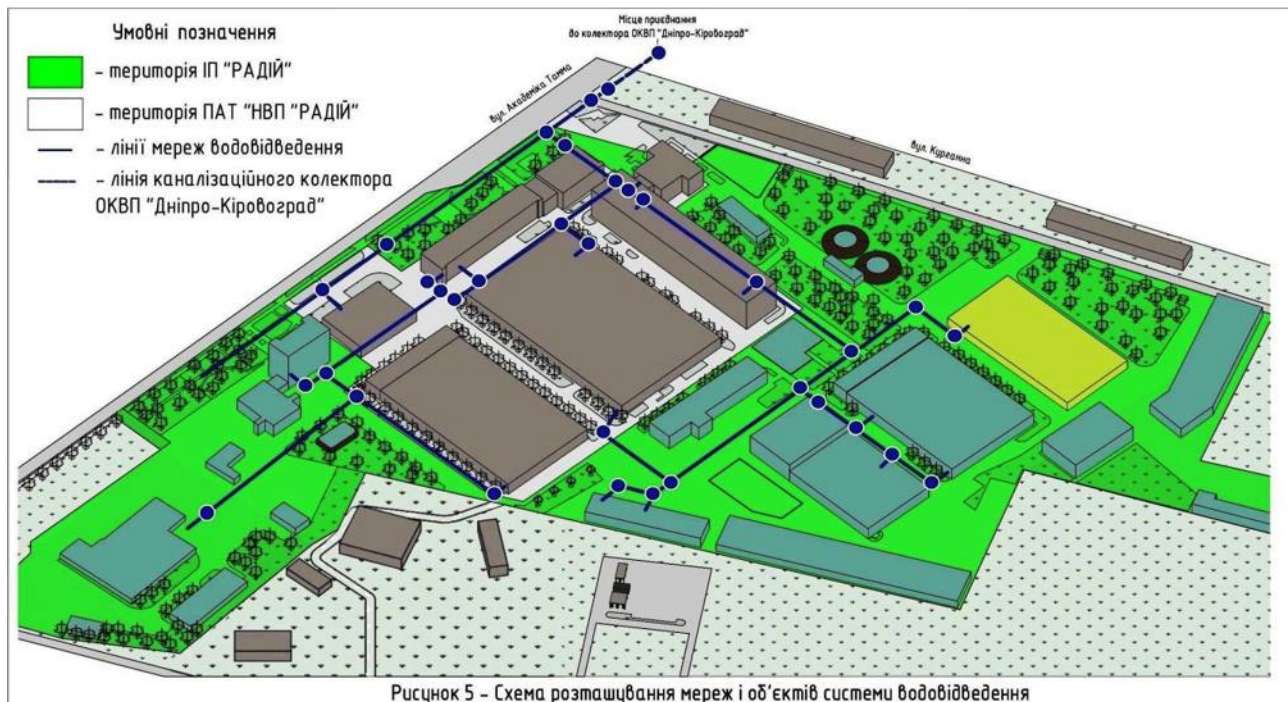 Умовні позначення
– територія ІП "РАДІЙ"
– територія ПАТ "НВП "РАДІЙ"
– лінії мереж водовідведення
– лінія каналізаційного колектора
ОКВП "Дніпро-Кіровоград"
Місце приєднання
до колектора ОКВП "Дніпро-Кіровоград"
вул. Академіка Тамма
вул. Курганна
Рисунок 5 – Схема розташування мереж і об'єктів системи водовідведення